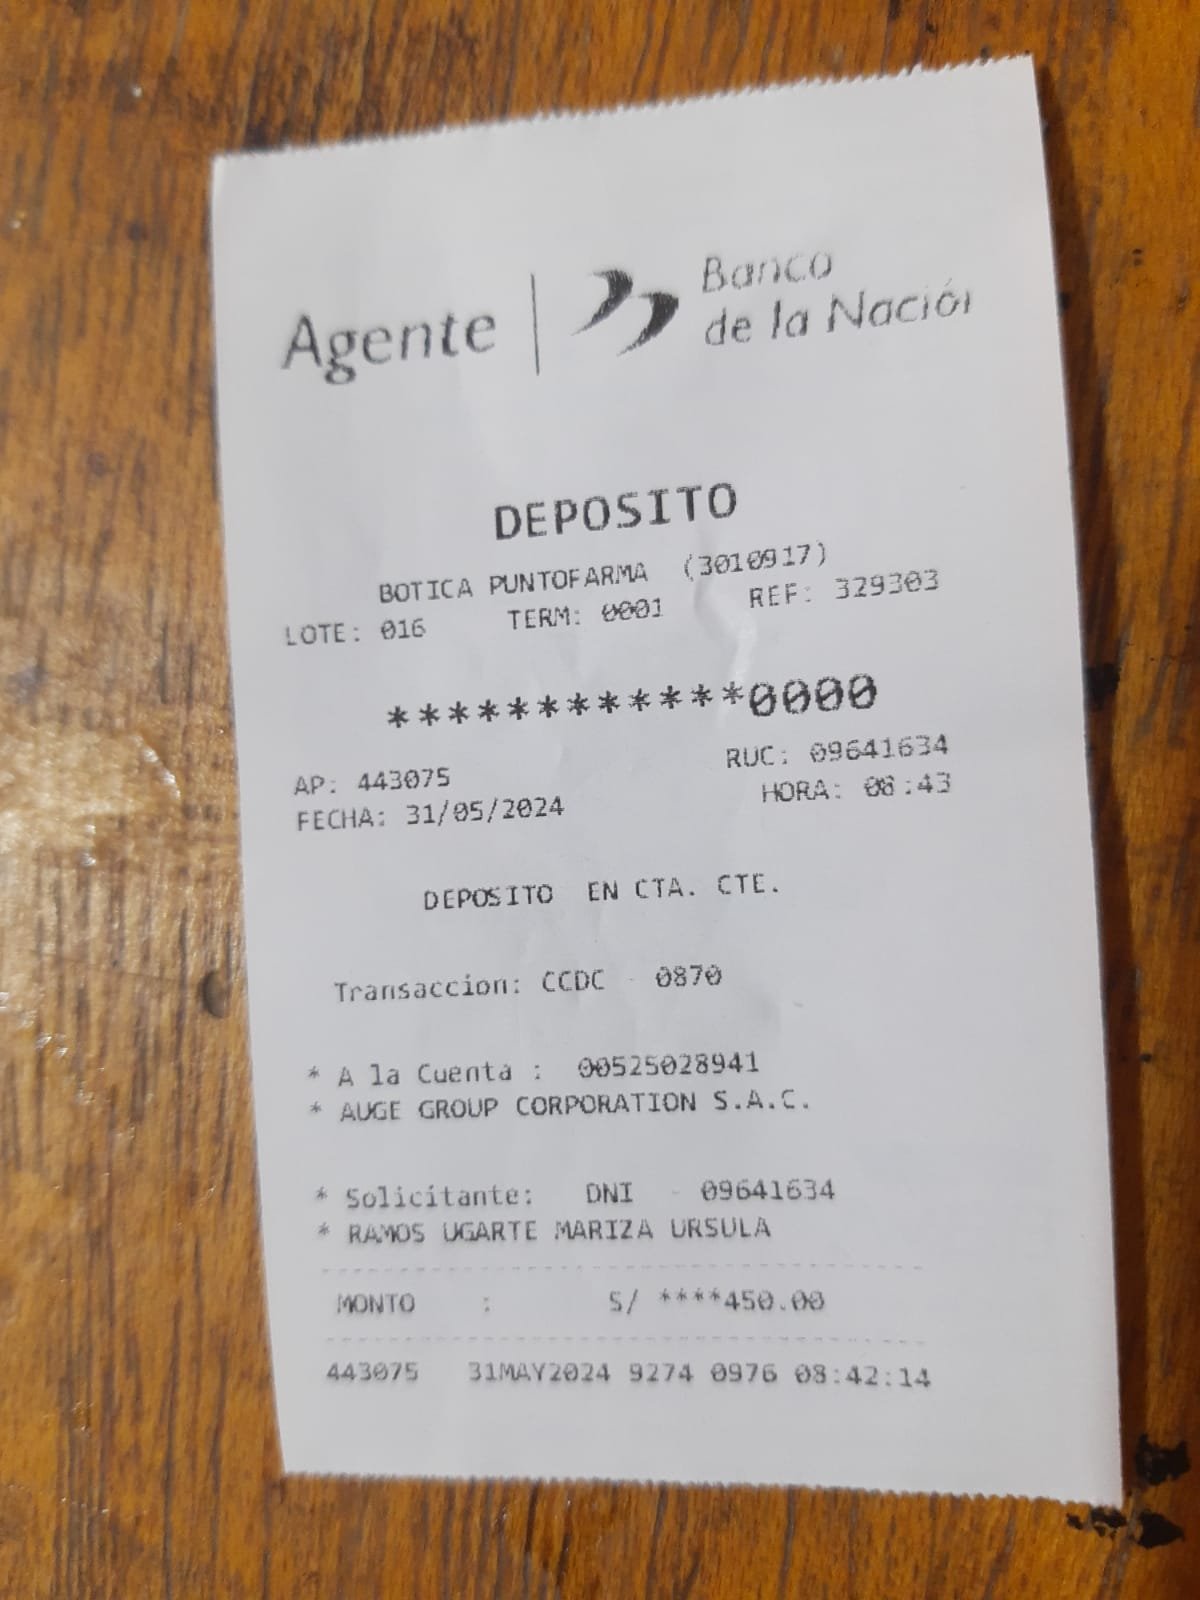 Agente
Banco
de la Nación
DEPOSITO
BOTICA PUNTOFARMA (3010917)
LOTE: 016 TERM: 0001 REF: 329303
************0000
AP: 443075 RUC: 09641634
FECHA: 31/05/2024 HORA: 08:43
DEPOSITO EN CTA. CTE.
Transaccion: CCDC - 0870
* A la Cuenta : 00525028941
* AUGE GROUP CORPORATION S.A.C.
* Solicitante: DNI - 09641634
* RAMOS UGARTE MARIZA URSULA
MONTO : S/ ****450.00
443075 31MAY2024 9274 0976 08:42:14